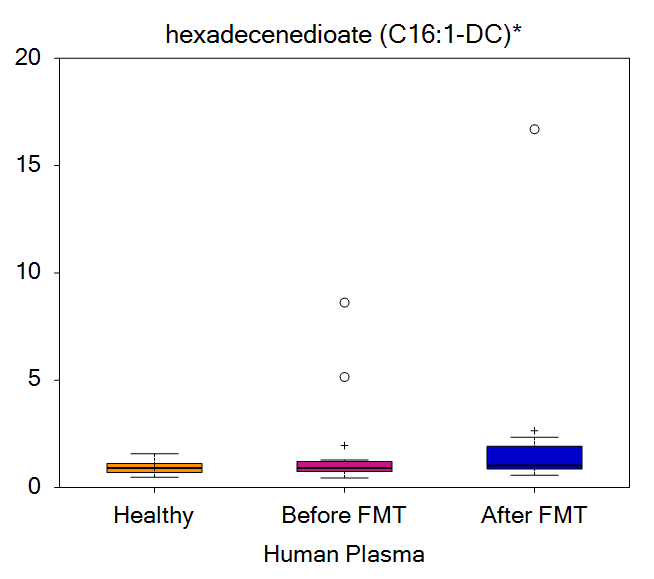 hexadecenedioate (C16:1-DC)*
20
15
10
5
0
Healthy
Before FMT
After FMT
Human Plasma